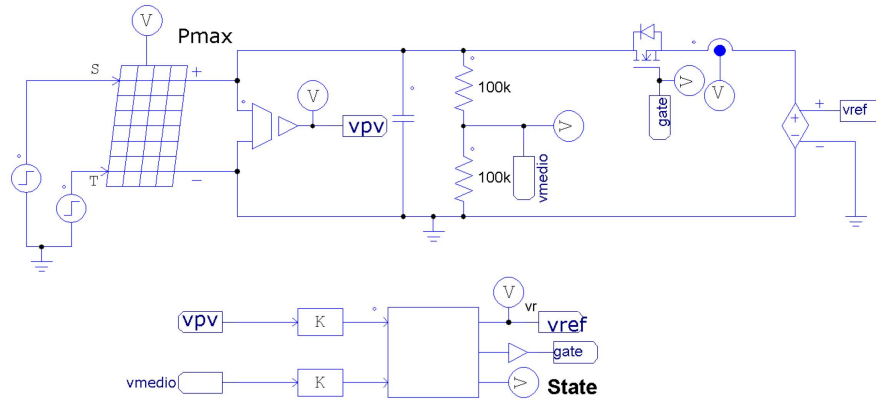 V
Pmax
S
+
V
100k
vpv
V
V
gate
V
+
+
vref
−
−
T
−
100k
vmedio
V
vr
vpv
K
vref
gate
vmedio
K
V
State